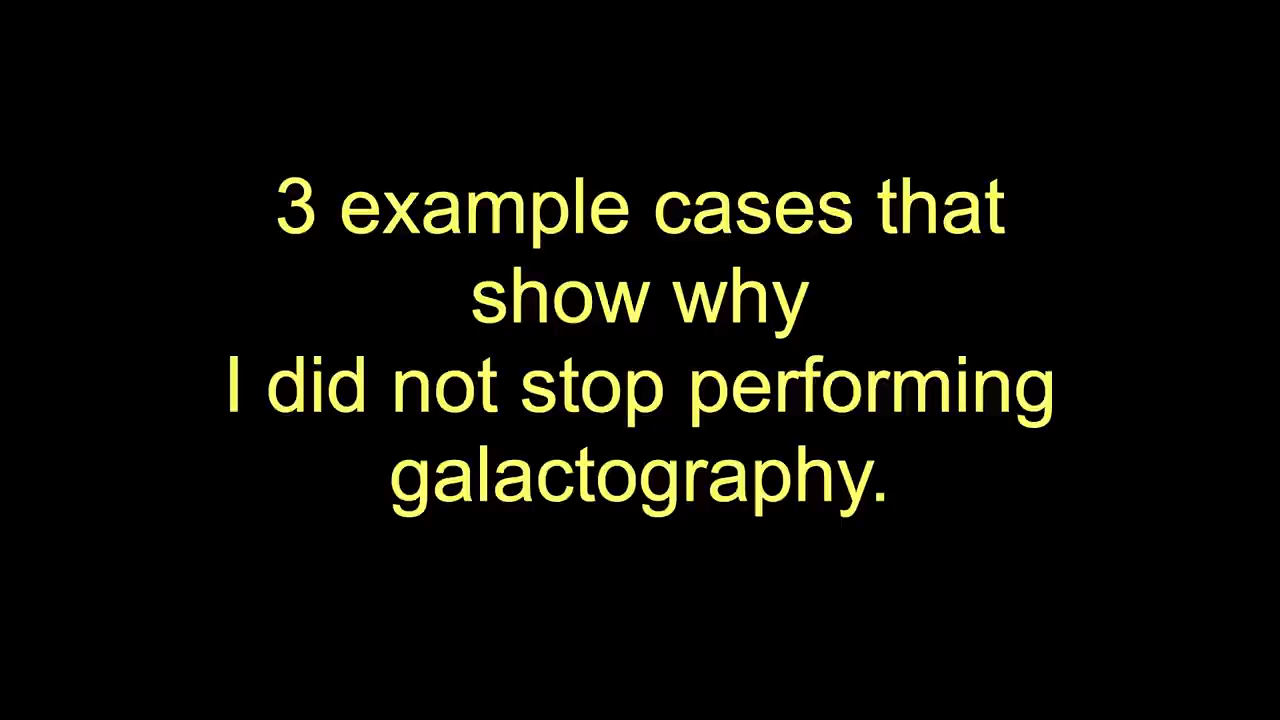 3 example cases that
show why
I did not stop performing
galactography.